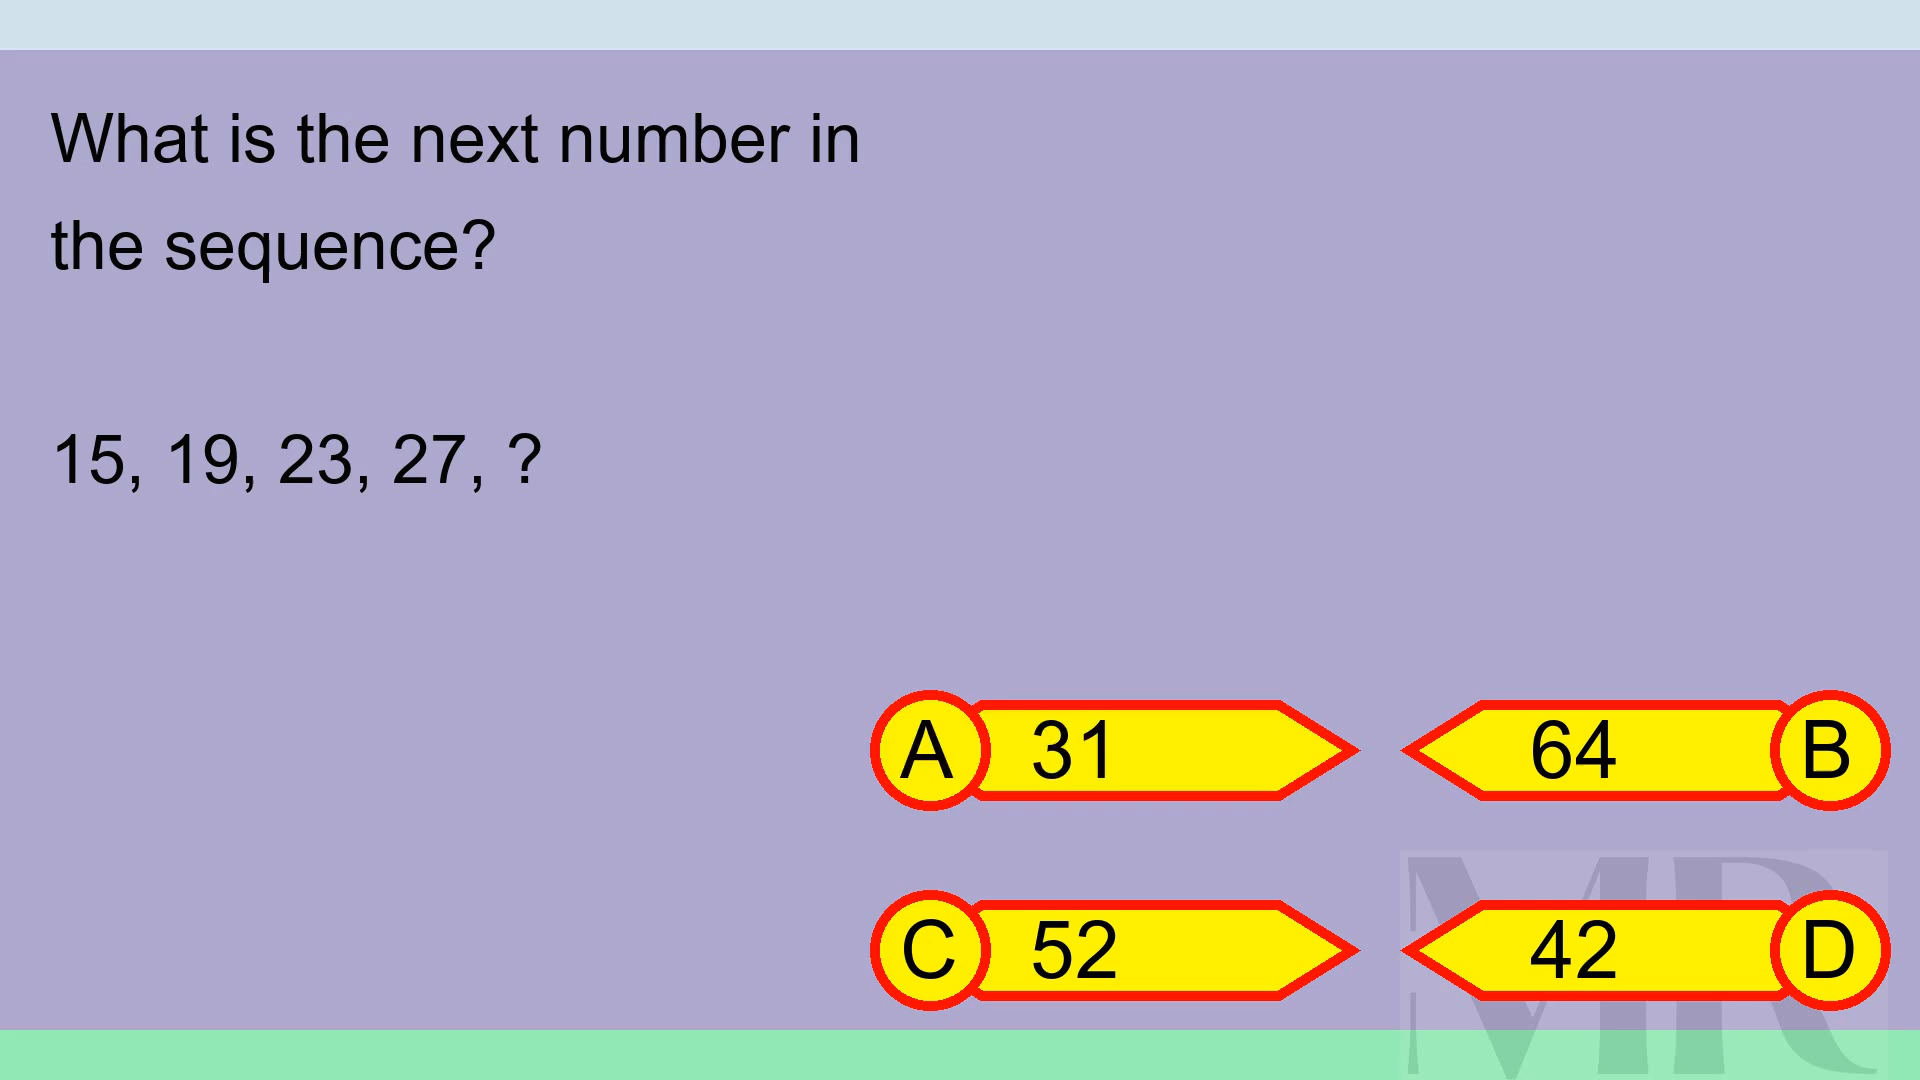 What is the next number in
the sequence?
15, 19, 23, 27, ?
A 31
64 B
C 52
42 D
MR